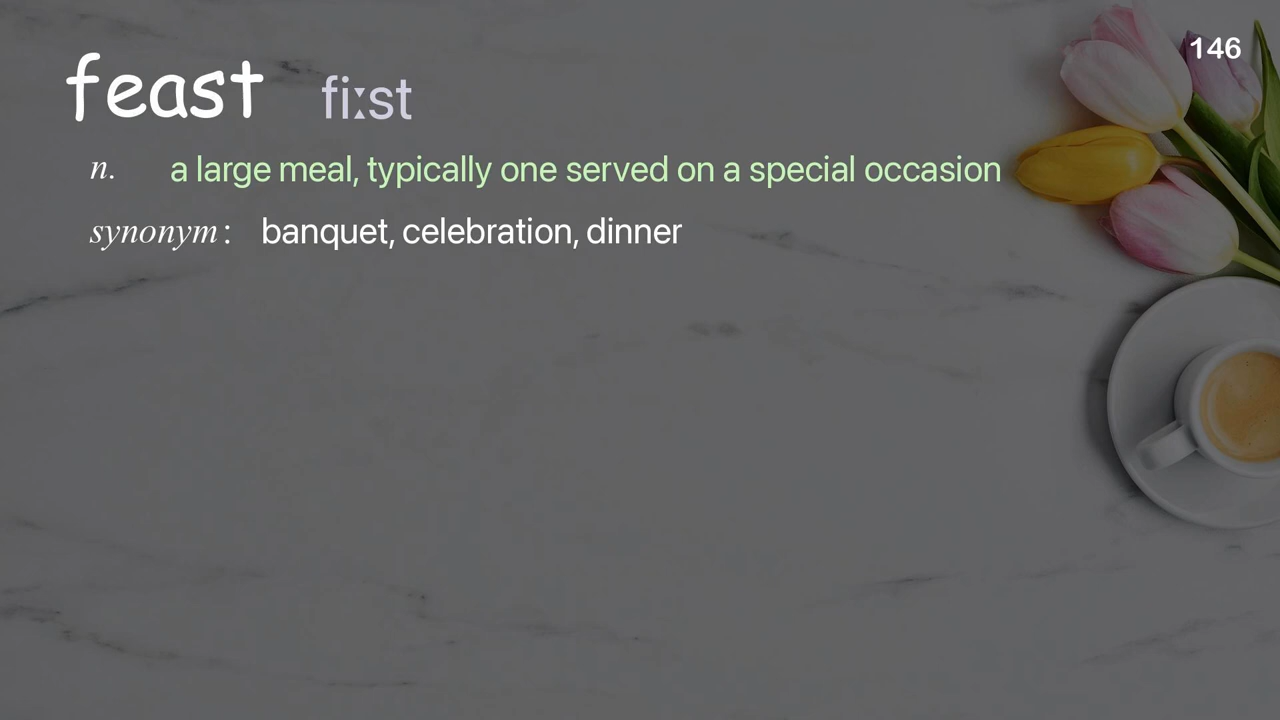 146
feast fiːst
n. a large meal, typically one served on a special occasion
synonym: banquet, celebration, dinner